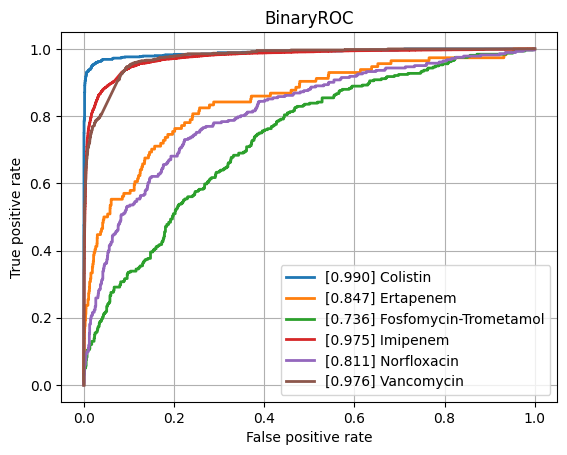 BinaryROC
True positive rate
1.0
0.8
0.6
0.4
0.2
0.0
[0.990] Colistin
[0.847] Ertapenem
[0.736] Fosfomycin-Trometamol
[0.975] Imipenem
[0.811] Norfloxacin
[0.976] Vancomycin
0.0 0.2 0.4 0.6 0.8 1.0
False positive rate